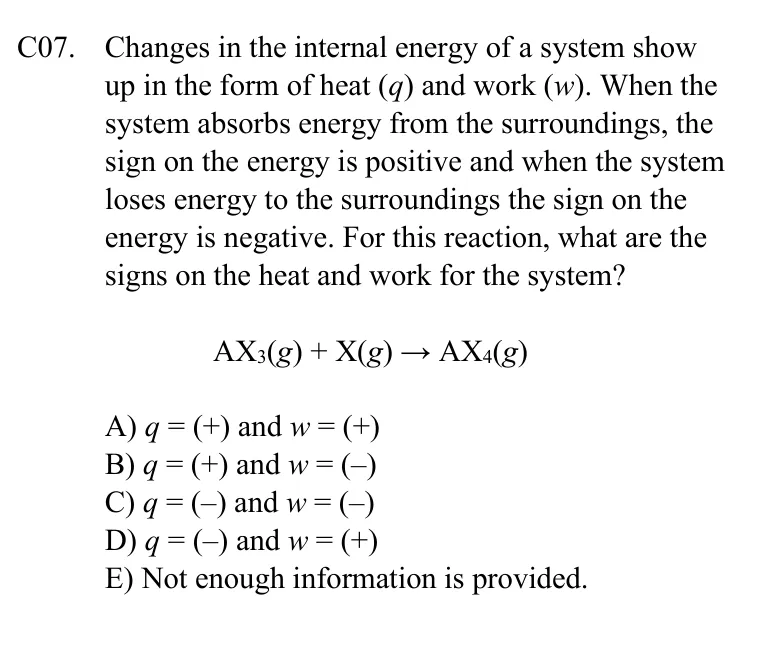 C07. Changes in the internal energy of a system show
up in the form of heat (q) and work (w). When the
system absorbs energy from the surroundings, the
sign on the energy is positive and when the system
loses energy to the surroundings the sign on the
energy is negative. For this reaction, what are the
signs on the heat and work for the system?
AX₃(g) + X(g) → AX₄(g)
A) q = (+) and w = (+)
B) q = (+) and w = (–)
C) q = (–) and w = (–)
D) q = (–) and w = (+)
E) Not enough information is provided.